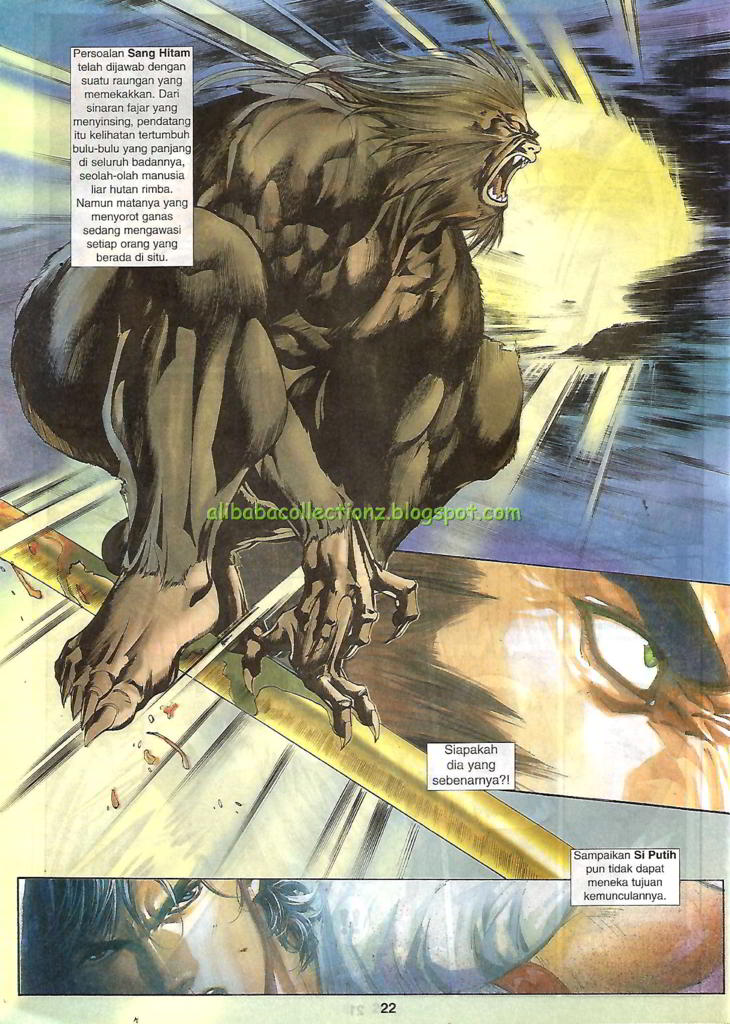 Persoalan Sang Hitam
telah dijawab dengan
suatu raungan yang
memekakkan. Dari
sinaran fajar yang
menyinsing, pendatang
itu kelihatan tertumbuh
bulu-bulu yang panjang
di seluruh badannya,
seolah-olah manusia
liar hutan rimba.
Namun matanya yang
menyorot ganas
sedang mengawasi
setiap orang yang
berada di situ.
alibabacollectionz.blogspot.com
Siapakah
dia yang
sebenarnya?!
Sampaikan Si Putih
pun tidak dapat
meneka tujuan
kemunculannya.
22